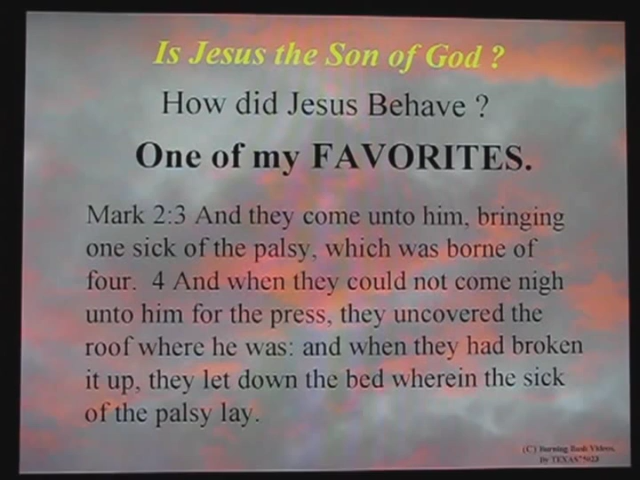 Is Jesus the Son of God ?
How did Jesus Behave ?
One of my FAVORITES.
Mark 2:3 And they come unto him, bringing
one sick of the palsy, which was borne of
four.  4 And when they could not come nigh
unto him for the press, they uncovered the
roof where he was: and when they had broken
it up, they let down the bed wherein the sick
of the palsy lay.
(C) Burning Bush Videos,
By TEXAS